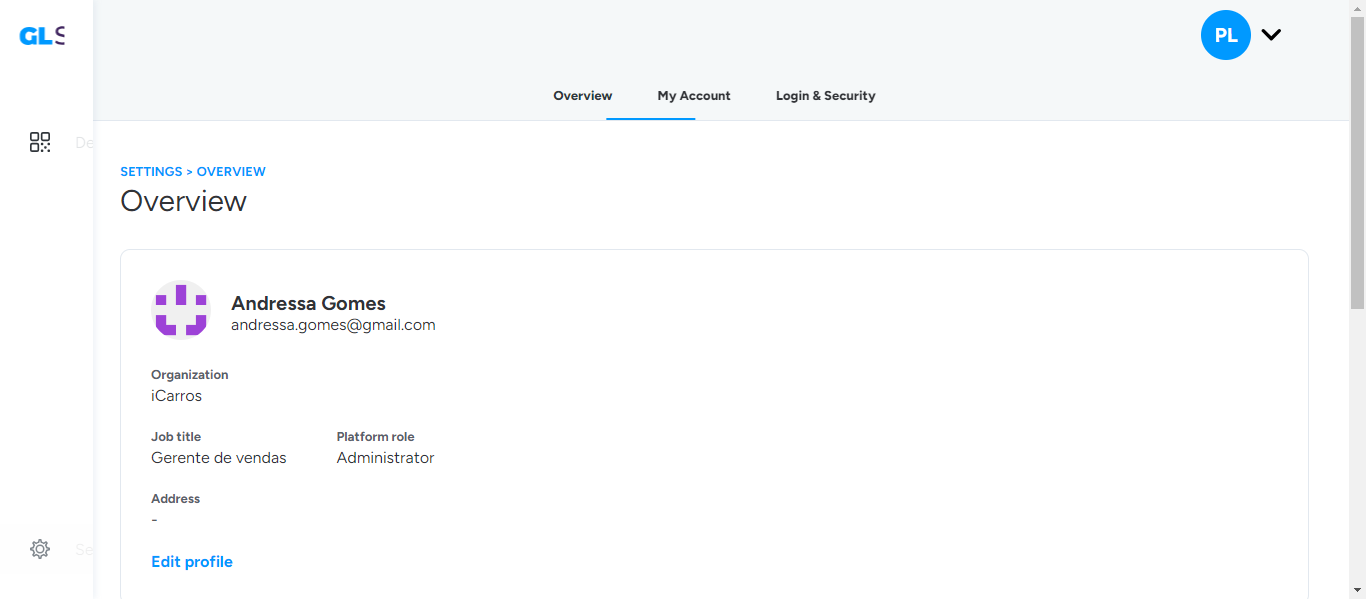 GLS
PL
Overview My Account Login & Security
De
SETTINGS > OVERVIEW
Overview
Andressa Gomes
andressa.gomes@gmail.com
Organization
iCarros
Job title Platform role
Gerente de vendas Administrator
Address
-
Se
Edit profile